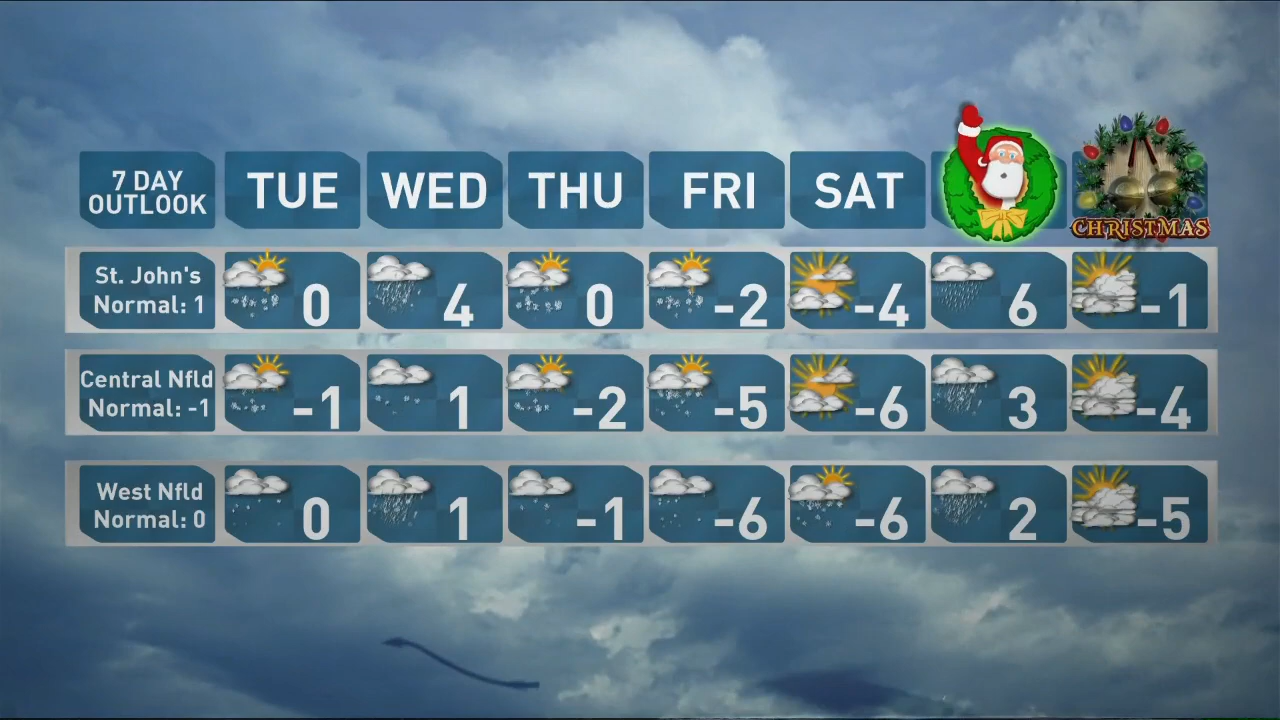 7 DAY
OUTLOOK
TUE
WED
THU
FRI
SAT
CHRISTMAS
St. John's
Normal: 1
0
4
0
-2
-4
6
-1
Central Nfld
Normal: -1
-1
1
-2
-5
-6
3
-4
West Nfld
Normal: 0
0
1
-1
-6
-6
2
-5